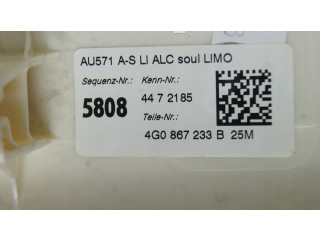 AU571 A-S LI ALC soul LIMO
Sequenz-Nr.: Kenn-Nr.:
5808 44 7 2185
Teile-Nr.:
4G0 867 233 B 25M